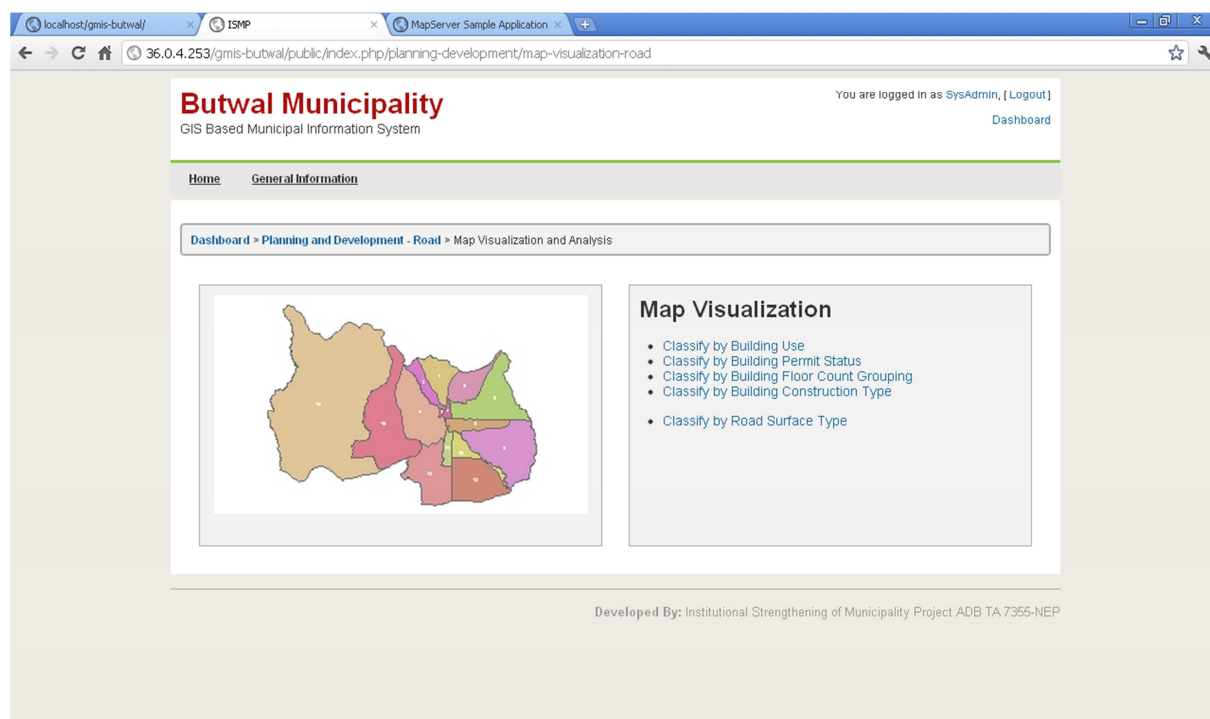 localhost/gmis-butwal/
ISMP
MapServer Sample Application
36.0.4.253/gmis-butwal/public/index.php/planning-development/map-visualization-road
Butwal Municipality
GIS Based Municipal Information System
You are logged in as SysAdmin, [ Logout ]
Dashboard
Home
General Information
Dashboard > Planning and Development - Road > Map Visualization and Analysis
Map Visualization
Classify by Building Use
Classify by Building Permit Status
Classify by Building Floor Count Grouping
Classify by Building Construction Type
Classify by Road Surface Type
Developed By: Institutional Strengthening of Municipality Project ADB TA 7355-NEP